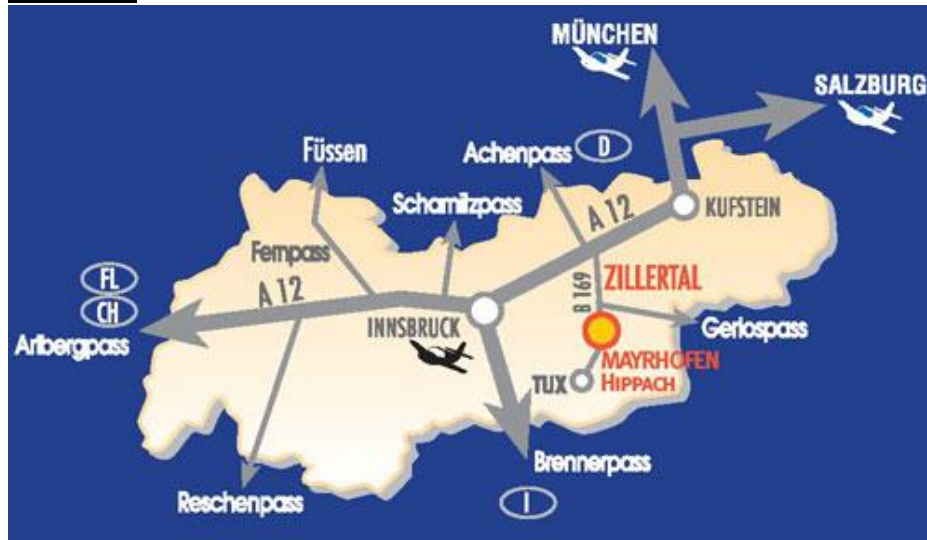 MÜNCHEN
SALZBURG
Füssen
Achenpass
D
Scharnitzpass
A 12
KUFSTEIN
Fernpass
FL
CH
A 12
B 169
ZILLERTAL
Arlbergpass
INNSBRUCK
Gerlospass
MAYRHOFEN
HIPPACH
TUX
Brennerpass
Reschenpass
I